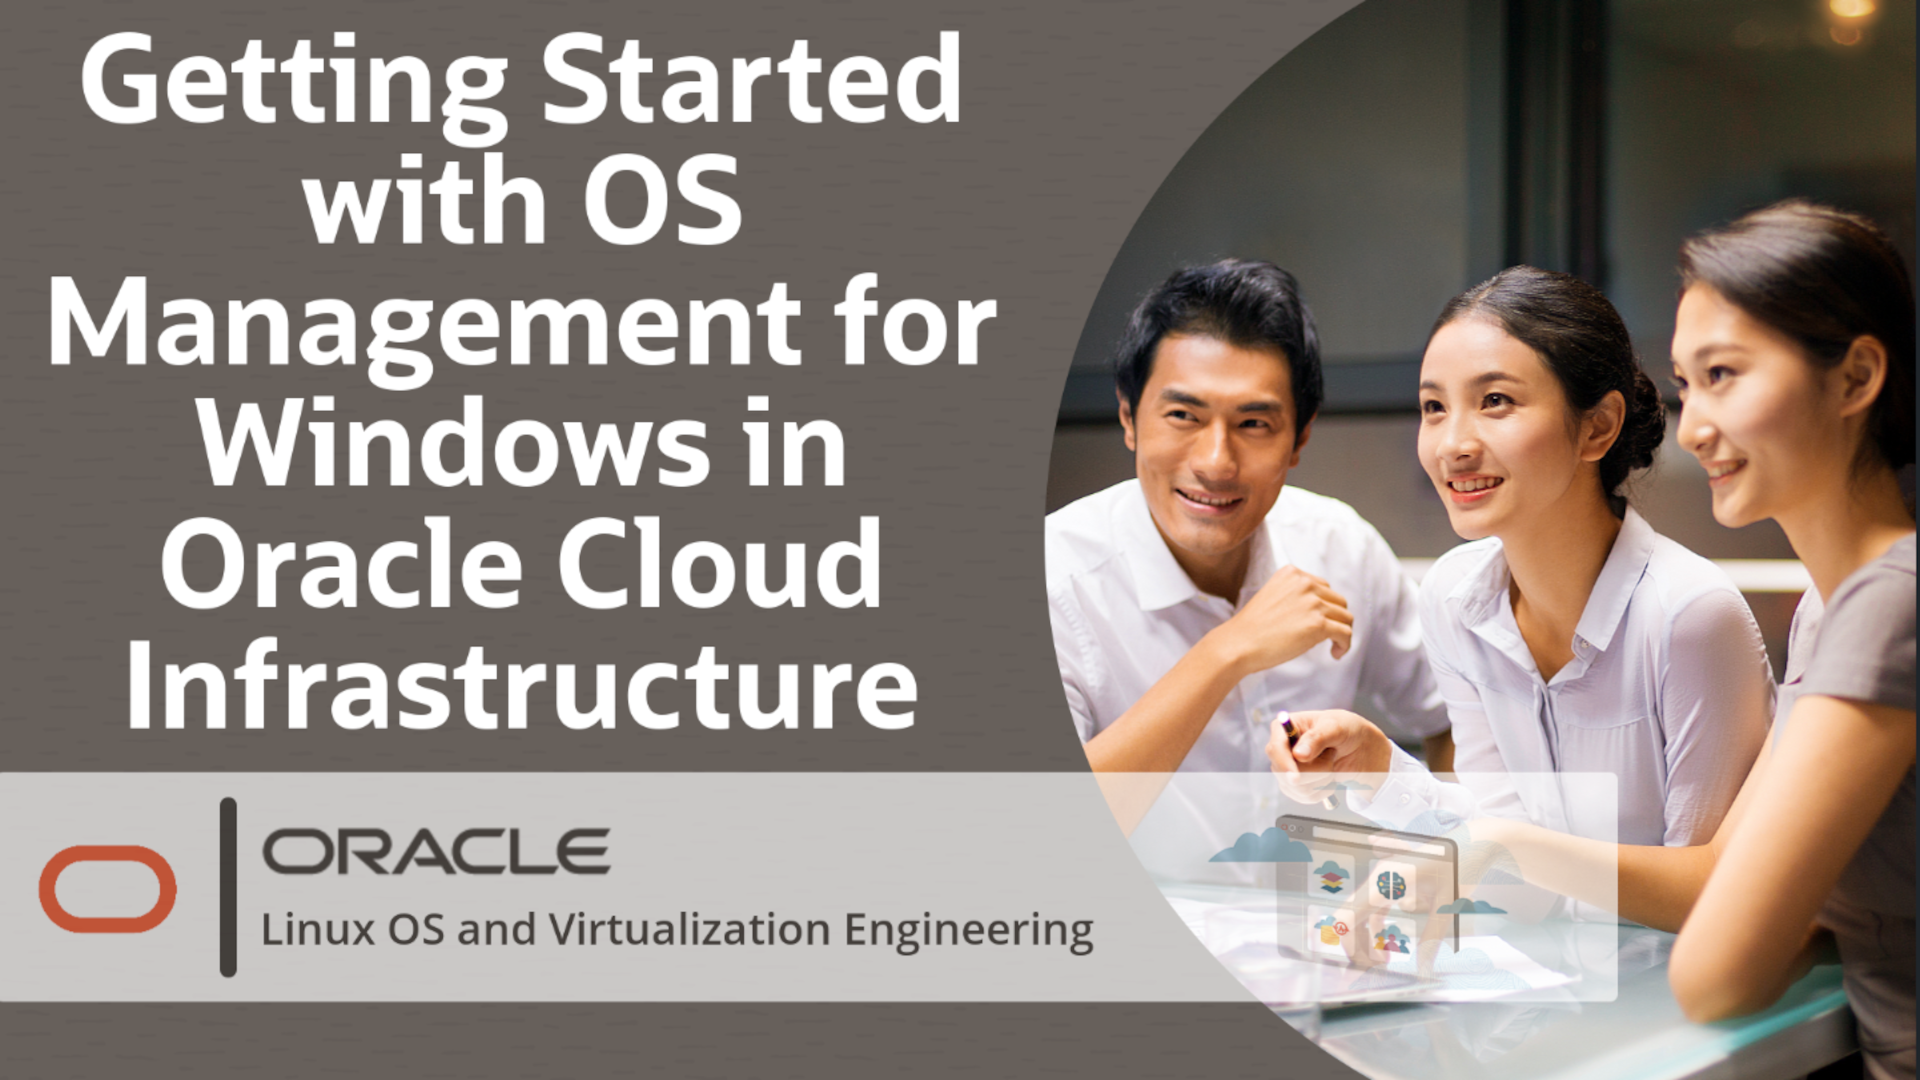 Getting Started
with OS
Management for
Windows in
Oracle Cloud
Infrastructure
ORACLE
Linux OS and Virtualization Engineering